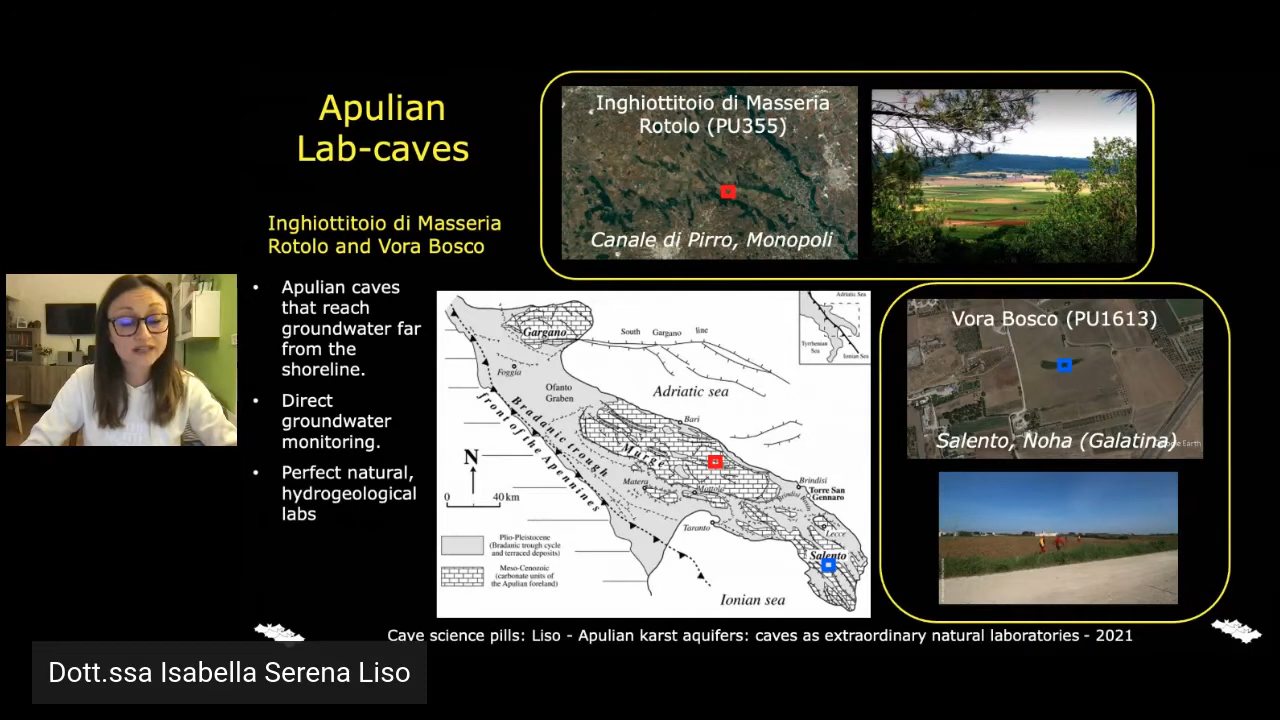 Apulian
Lab-caves
Inghiottitoio di Masseria
Rotolo and Vora Bosco
• Apulian caves
that reach
groundwater far
from the
shoreline.
• Direct
groundwater
monitoring.
• Perfect natural,
hydrogeological
labs
Inghiottitoio di Masseria
Rotolo (PU355)
Canale di Pirro, Monopoli
Vora Bosco (PU1613)
Salento, Noha (Galatina)
Earth
Gargano
South Gargano line
Adriatic Sea
Tyrrhenian
Sea
Ionian Sea
Foggia
Ofanto
Graben
Adriatic sea
Bradanic trough
front of the Apennines
Bari
Murge
Matera
Mottola
Brindisi
Torre San
Gennaro
Taranto
Lecce
Salento
Ionian sea
N
0 40 km
Plio-Pleistocene
(Bradanic trough cycle
and terraced deposits)
Meso-Cenozoic
(carbonate units of
the Apulian foreland)
Cave science pills: Liso - Apulian karst aquifers: caves as extraordinary natural laboratories - 2021
Dott.ssa Isabella Serena Liso